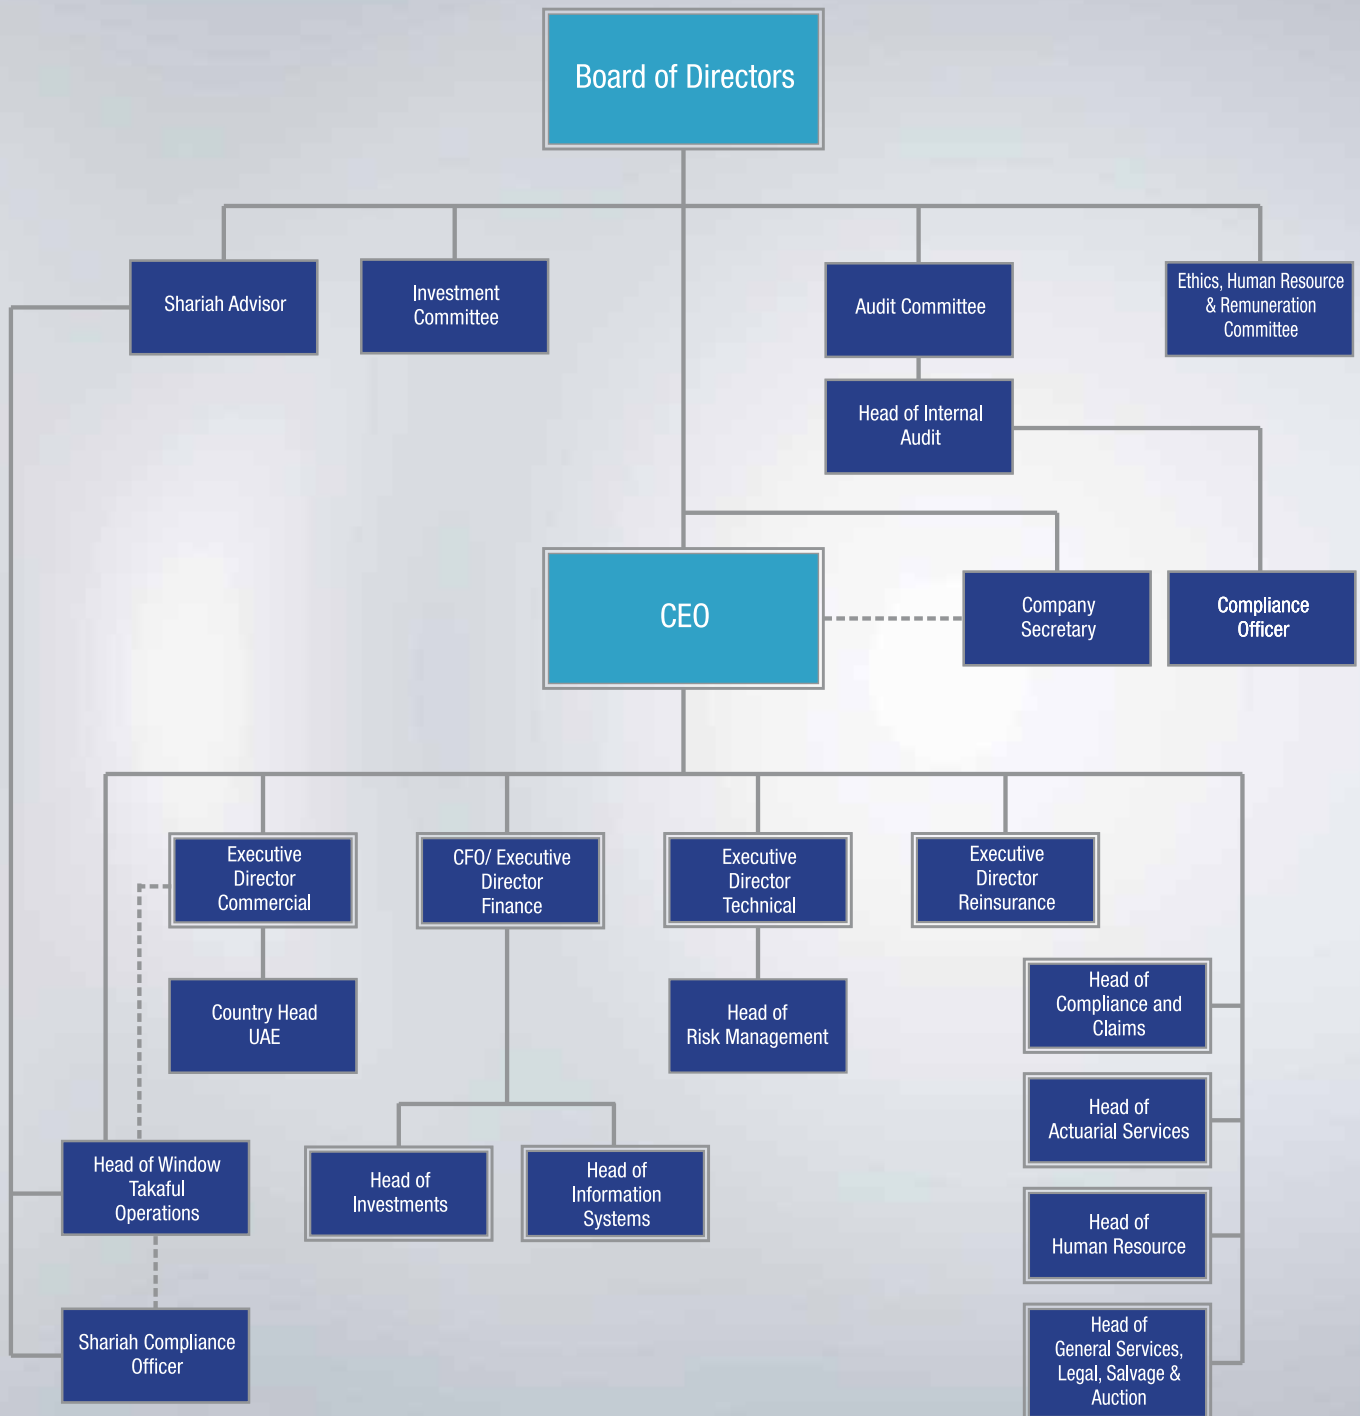 Board of Directors
Shariah Advisor
Investment
Committee
Audit Committee
Ethics, Human Resource
& Remuneration
Committee
Head of Internal
Audit
CEO
Company
Secretary
Compliance
Officer
Executive
Director
Commercial
CFO/ Executive
Director
Finance
Executive
Director
Technical
Executive
Director
Reinsurance
Country Head
UAE
Head of
Risk Management
Head of
Compliance and
Claims
Head of
Actuarial Services
Head of Window
Takaful
Operations
Head of
Investments
Head of
Information
Systems
Head of
Human Resource
Shariah Compliance
Officer
Head of
General Services,
Legal, Salvage &
Auction